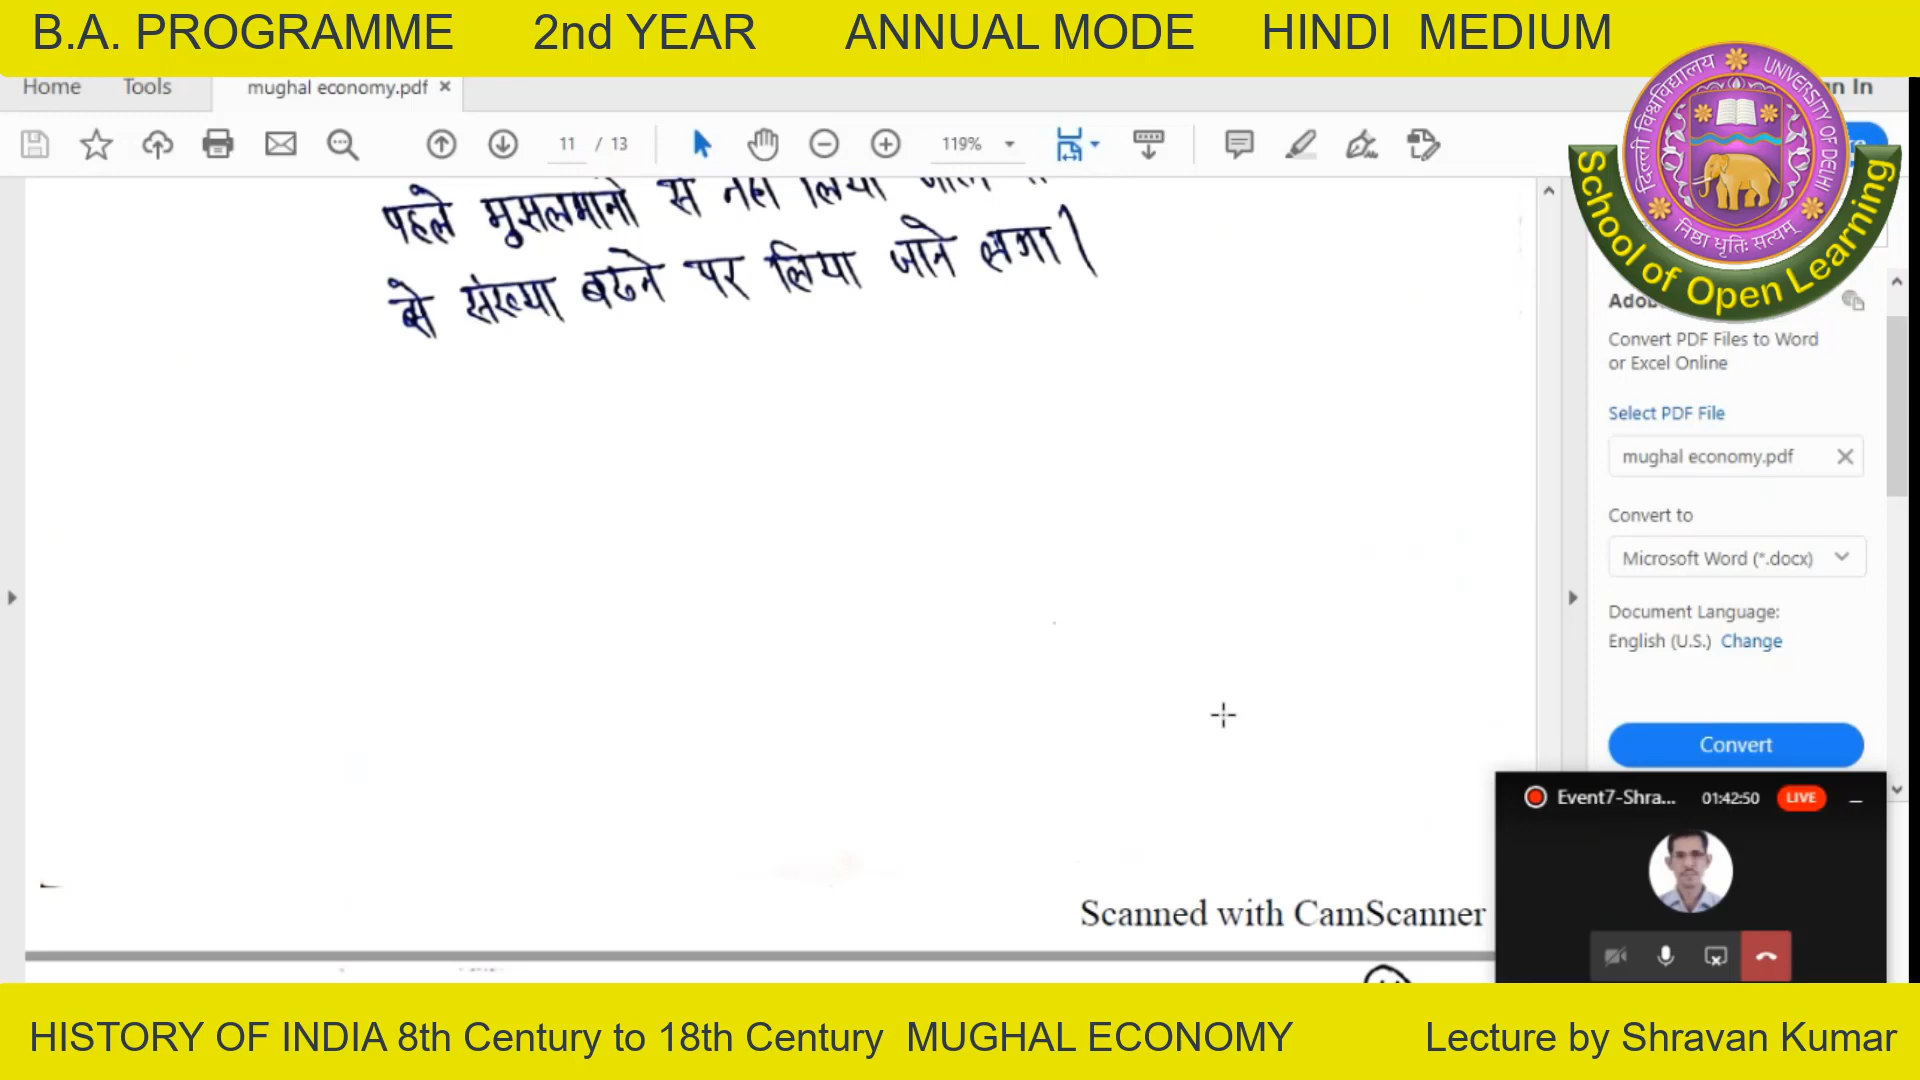 B.A. PROGRAMME 2nd YEAR ANNUAL MODE HINDI MEDIUM
Home Tools mughal economy.pdf In
11 / 13 119%
पहले मुसलमानों से नहीं लिया जाता
से संख्या बढने पर लिया जाने लगा।
दिल्ली विश्वविद्यालय UNIVERSITY OF DELHI
निष्ठा धृतिः सत्यम्
School of Open Learning
Convert PDF Files to Word
or Excel Online
Select PDF File
mughal economy.pdf
Convert to
Microsoft Word (*.docx)
Document Language:
English (U.S.) Change
Convert
Event7-Shra... 01:42:50 LIVE
Scanned with CamScanner
HISTORY OF INDIA 8th Century to 18th Century MUGHAL ECONOMY Lecture by Shravan Kumar